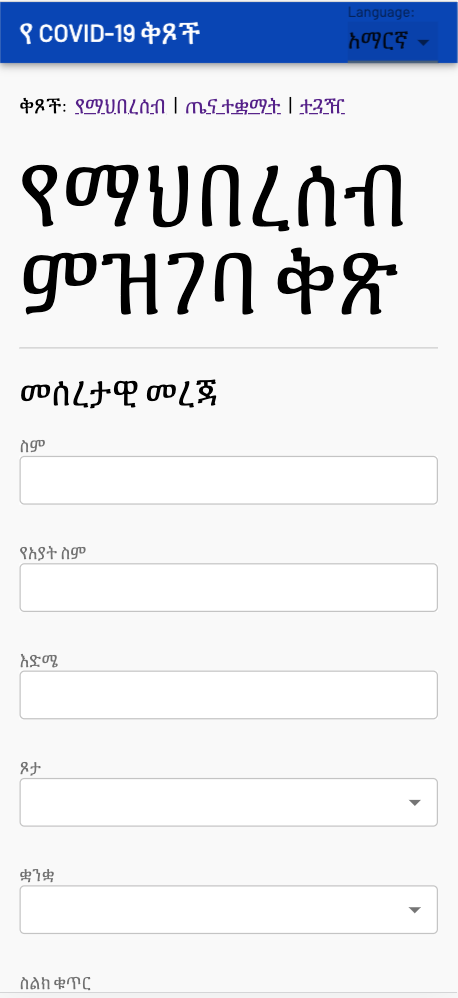 Language:
የ COVID-19 ቅጾች
አማርኛ
ቅጾች: የማህበረሰብ | ጤና ተቋማት | ተጓዥ
የማህበረሰብ
ምዝገባ ቅጽ
መሰረታዊ መረጃ
ስም
የአያት ስም
እድሜ
ጾታ
ቋንቋ
ስልክ ቁጥር